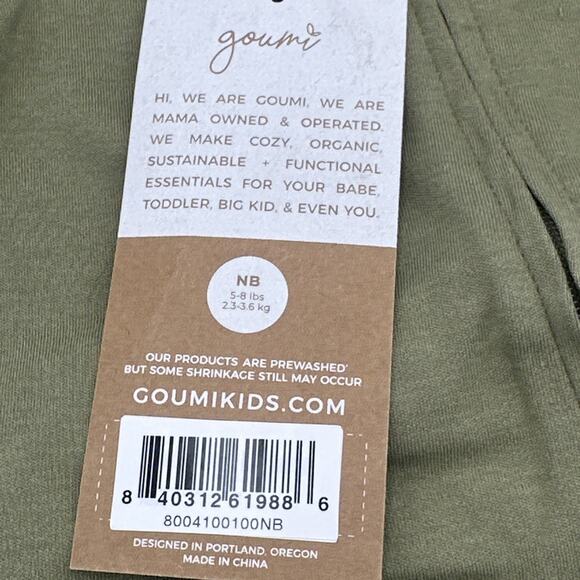 goumi
HI, WE ARE GOUMI, WE ARE
MAMA OWNED & OPERATED.
WE MAKE COZY, ORGANIC
SUSTAINABLE + FUNCTIONAL
ESSENTIALS FOR YOUR BABE,
TODDLER, BIG KID, & EVEN YOU.
NB
5-8 lbs
2.3-3.6 kg
OUR PRODUCTS ARE PREWASHED'
BUT SOME SHRINKAGE STILL MAY OCCUR
GOUMIKIDS.COM
8 40312 61988 6
8004100100NB
DESIGNED IN PORTLAND, OREGON
MADE IN CHINA